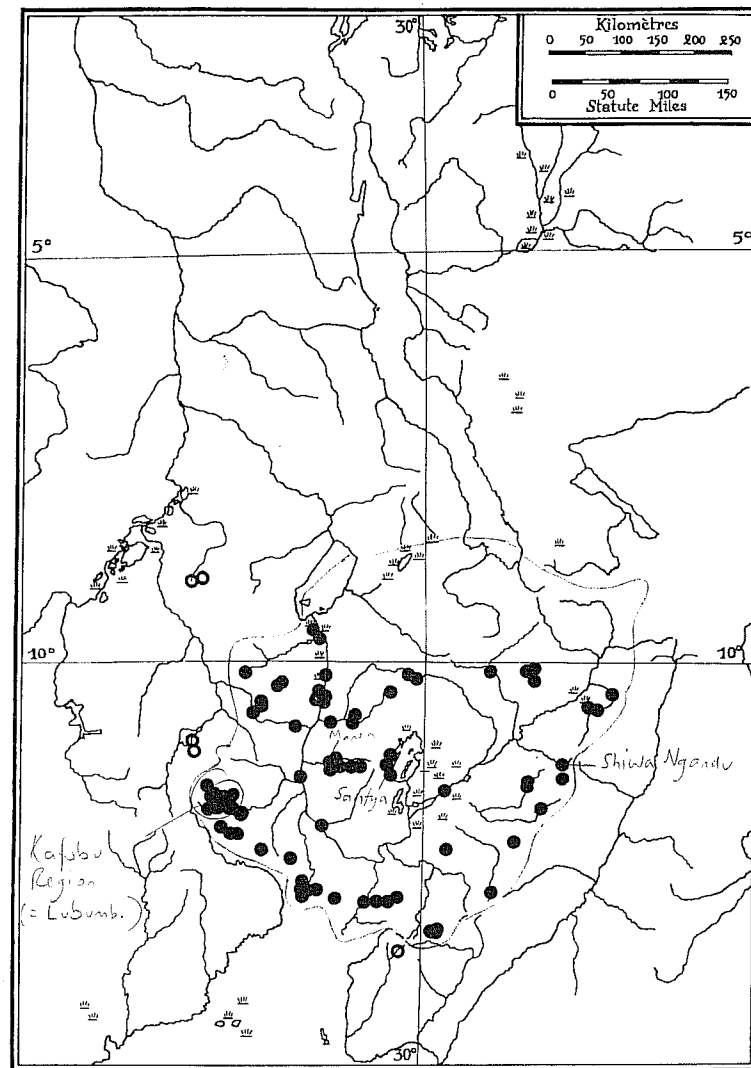 30°
Kilomètres
0 50 100 150 200 250
0 50 100 150
Statute Miles
5°
5°
10°
10°
Mansa
Shiwa Ngandu
Santya
Kafubu
Region
(= Lubumb.)
30°